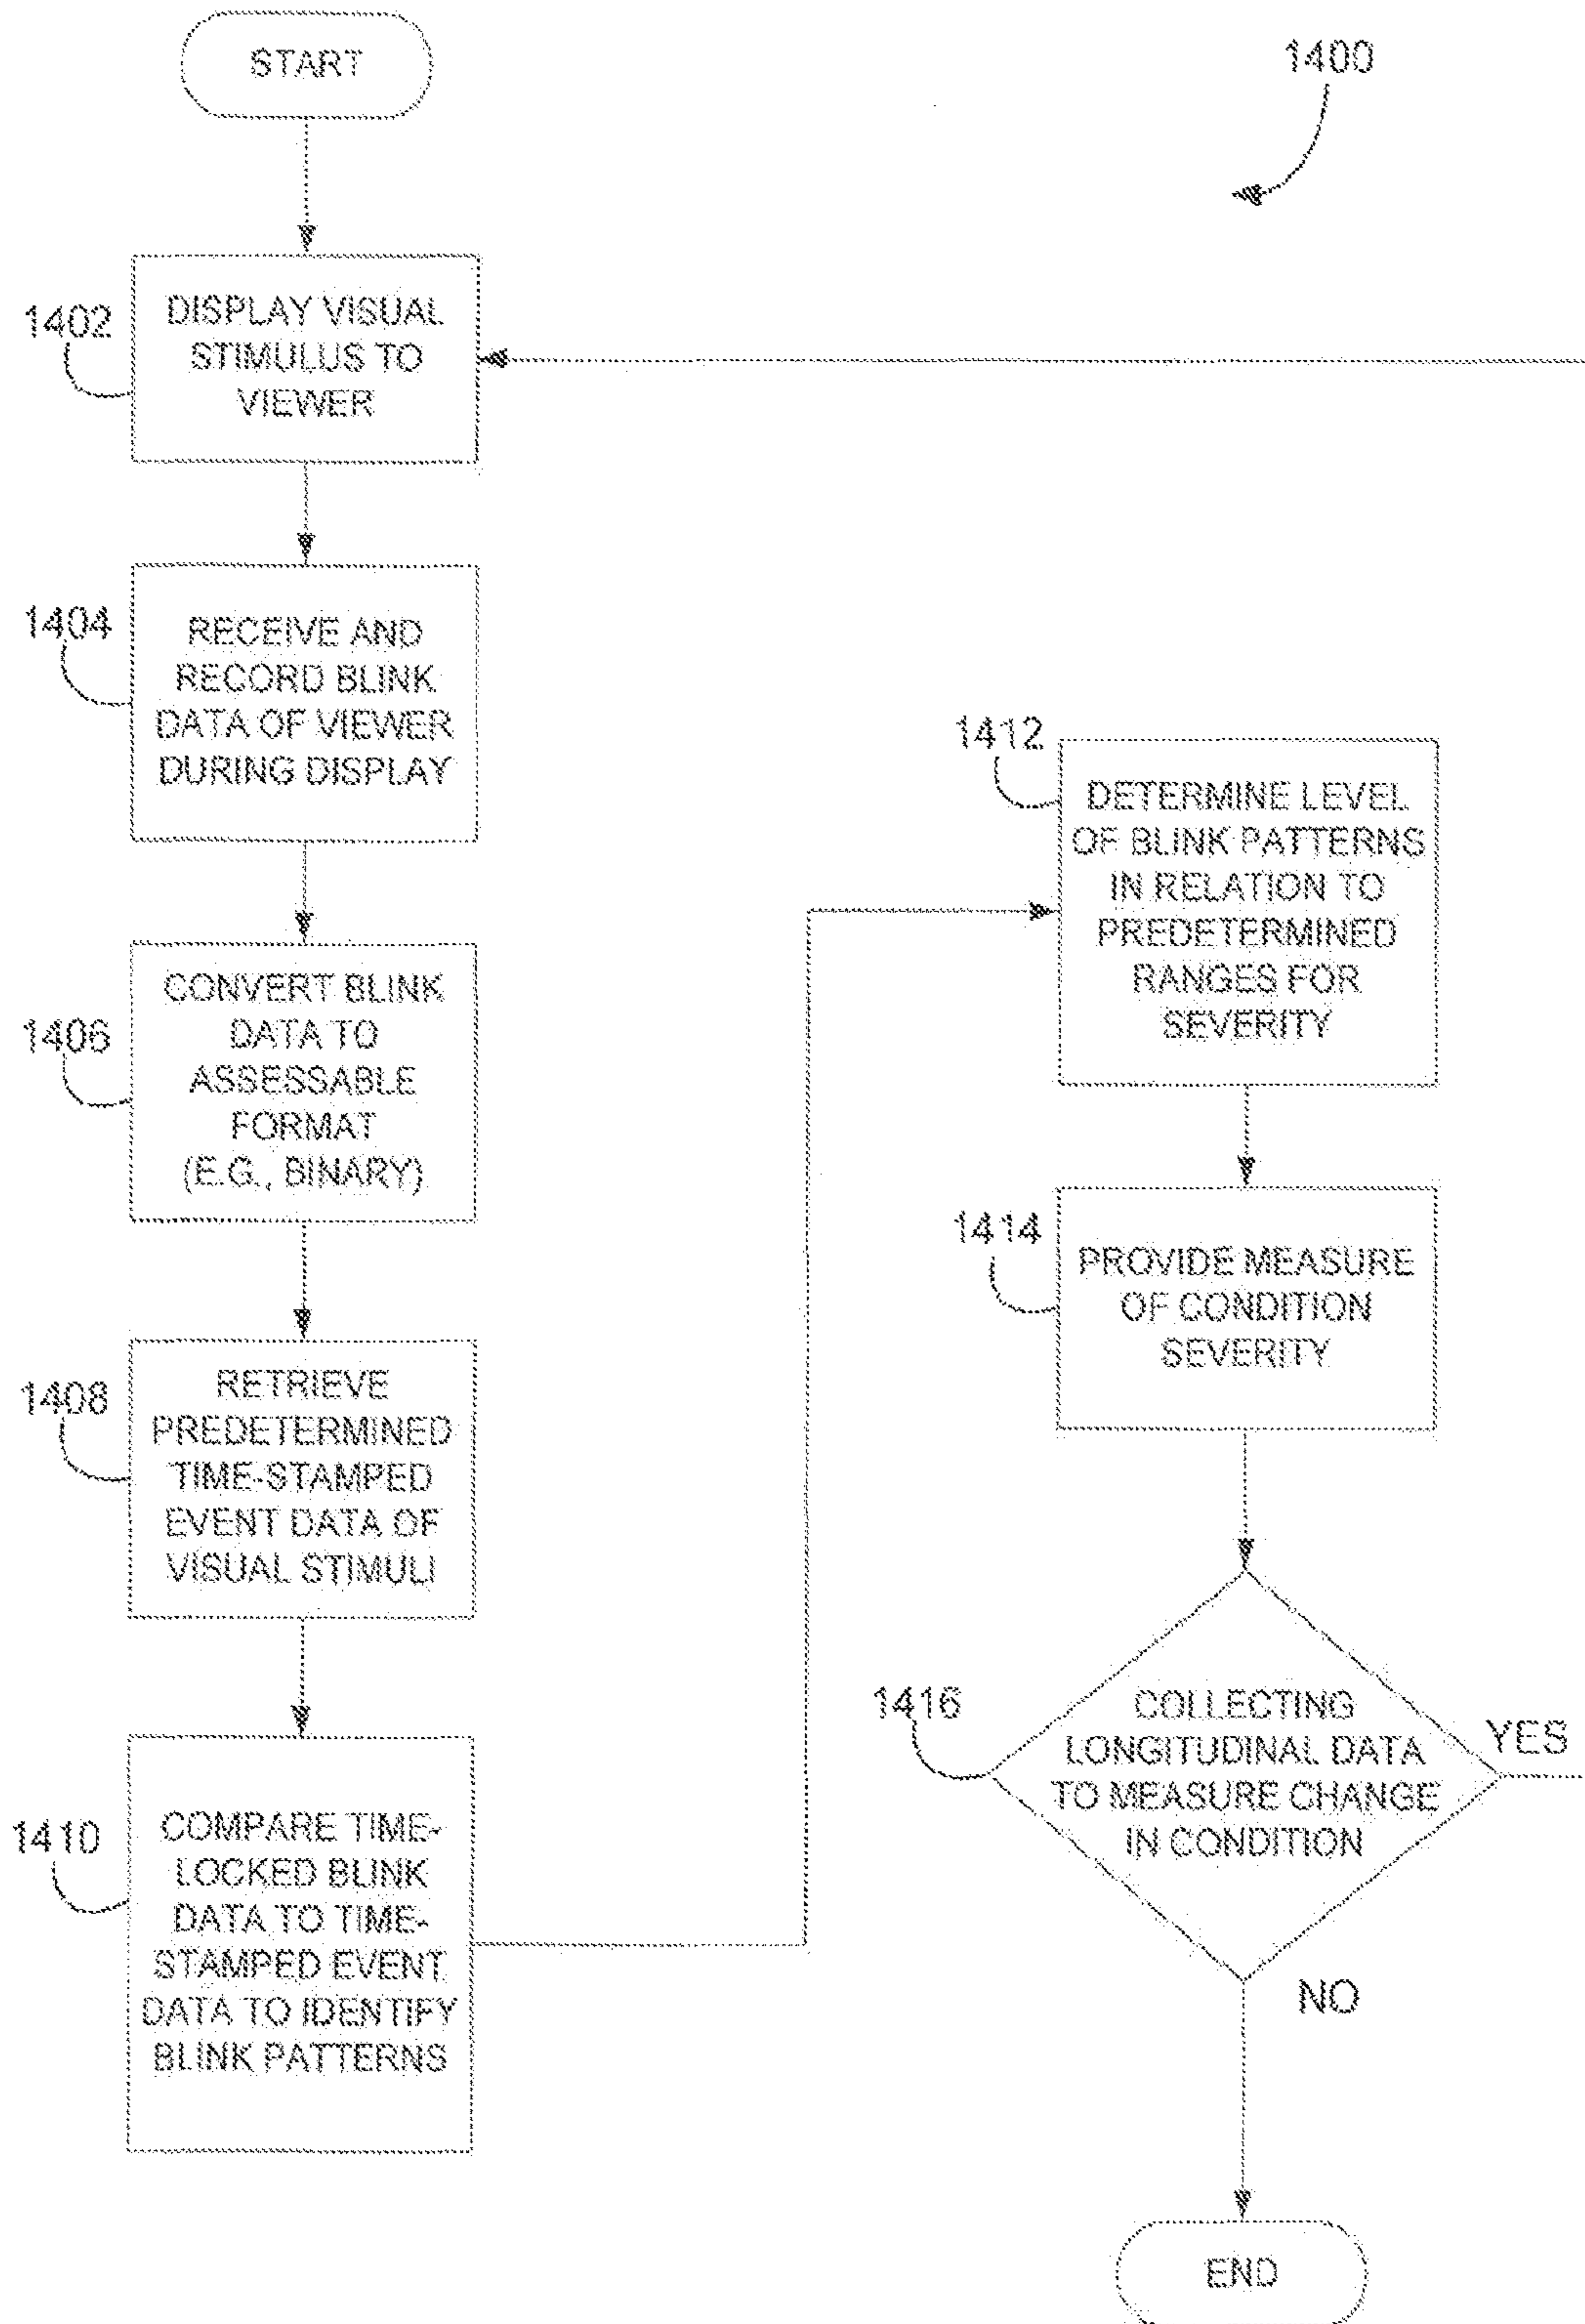 START
1400
1402
DISPLAY VISUAL
STIMULUS TO
VIEWER
1404
RECEIVE AND
RECORD BLINK
DATA OF VIEWER
DURING DISPLAY
1406
CONVERT BLINK
DATA TO
ASSESSABLE
FORMAT
(E.G., BINARY)
1408
RETRIEVE
PREDETERMINED
TIME-STAMPED
EVENT DATA OF
VISUAL STIMULI
1410
COMPARE TIME-
LOCKED BLINK
DATA TO TIME-
STAMPED EVENT
DATA TO IDENTIFY
BLINK PATTERNS
1412
DETERMINE LEVEL
OF BLINK PATTERNS
IN RELATION TO
PREDETERMINED
RANGES FOR
SEVERITY
1414
PROVIDE MEASURE
OF CONDITION
SEVERITY
1416
COLLECTING
LONGITUDINAL DATA
TO MEASURE CHANGE
IN CONDITION
YES
NO
END